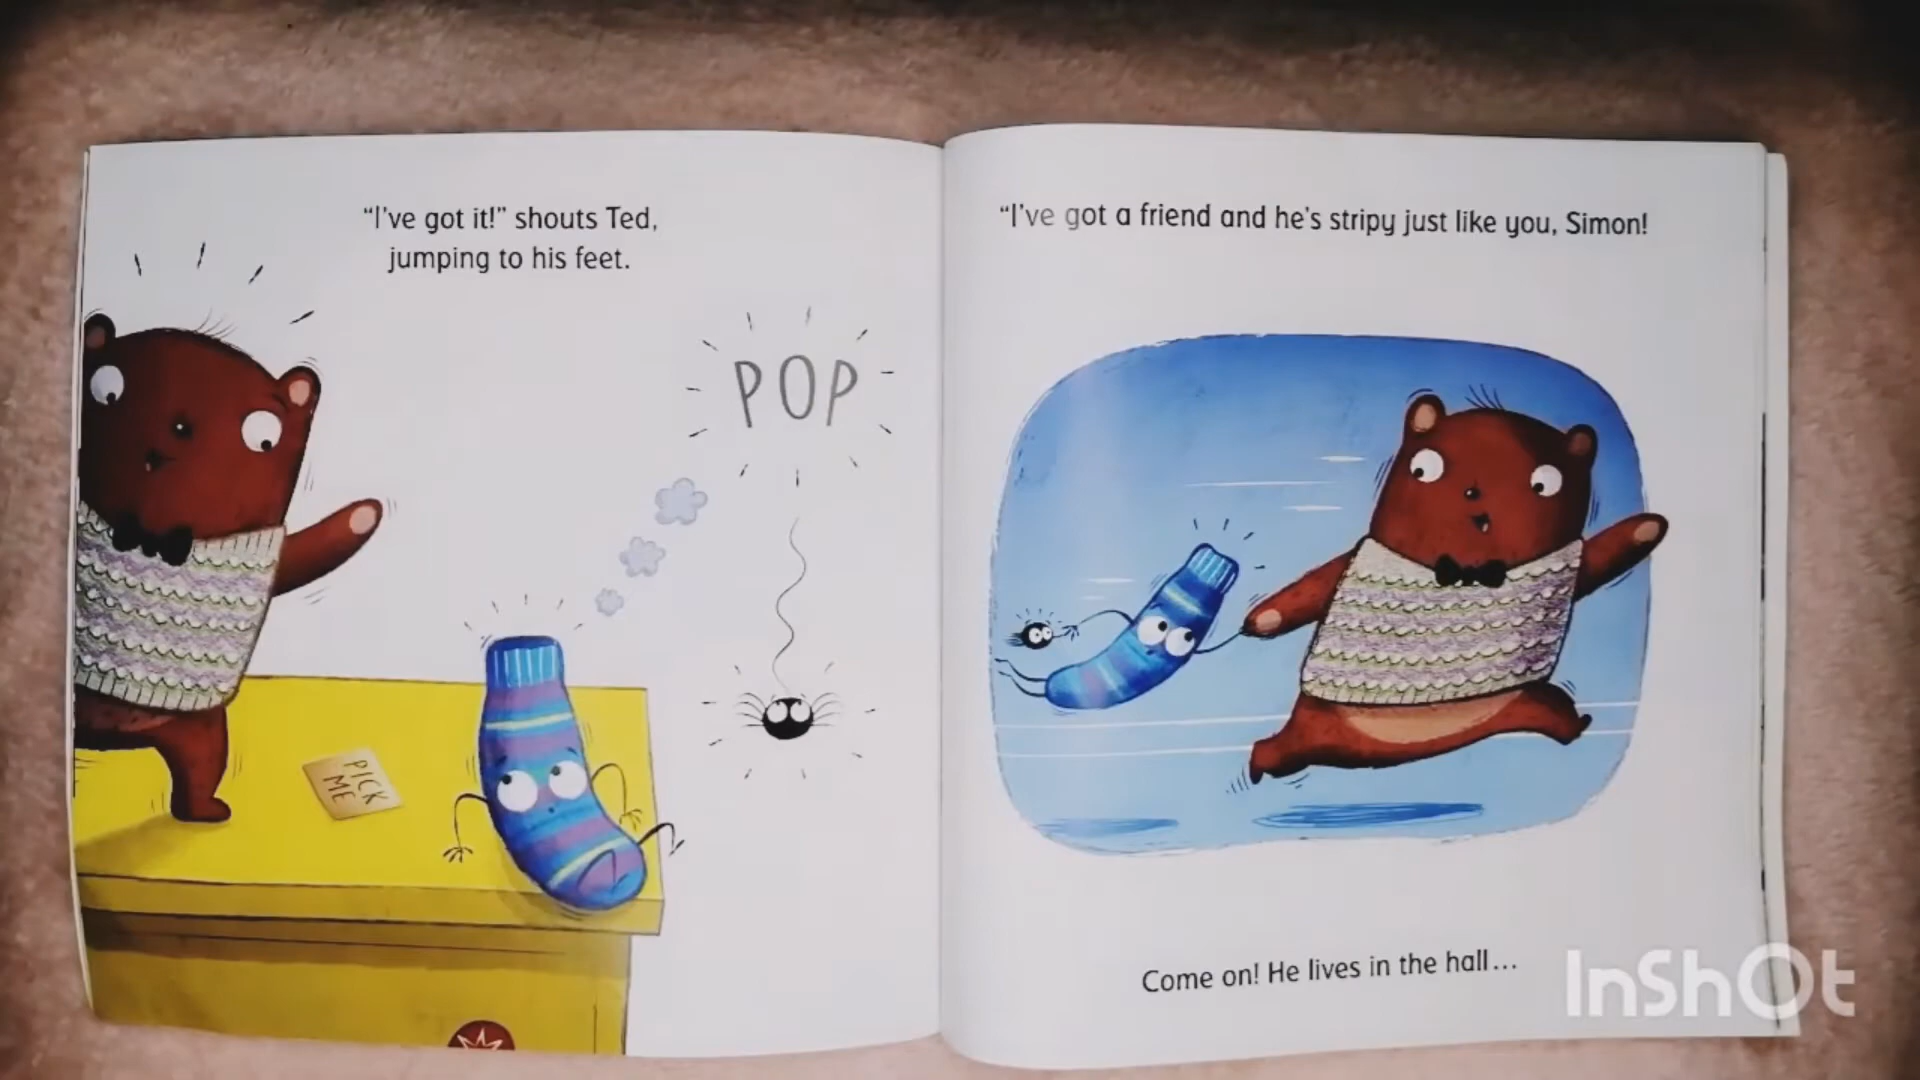 “I’ve got it!” shouts Ted,
jumping to his feet.
POP
PICK
ME
“I’ve got a friend and he’s stripy just like you, Simon!
Come on! He lives in the hall...
InShOt